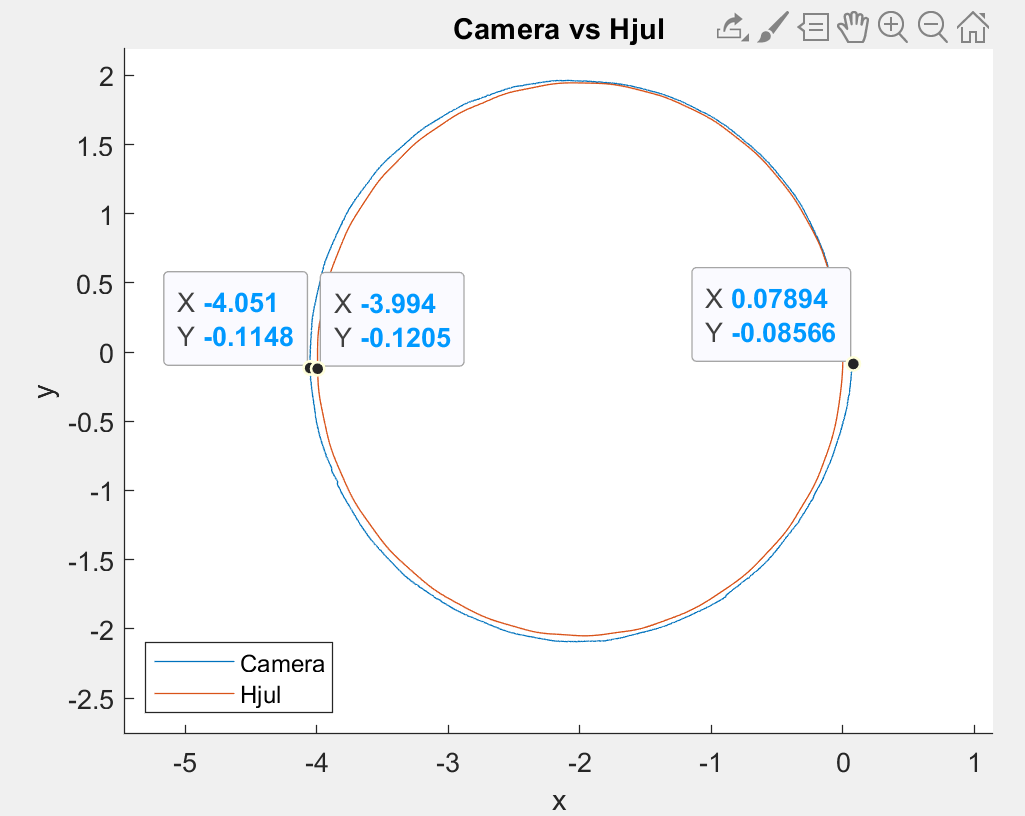 Camera vs Hjul
2
1.5
1
0.5
0
-0.5
-1
-1.5
-2
-2.5
y
X -4.051
Y -0.1148
X -3.994
Y -0.1205
X 0.07894
Y -0.08566
Camera
Hjul
-5 -4 -3 -2 -1 0 1
x